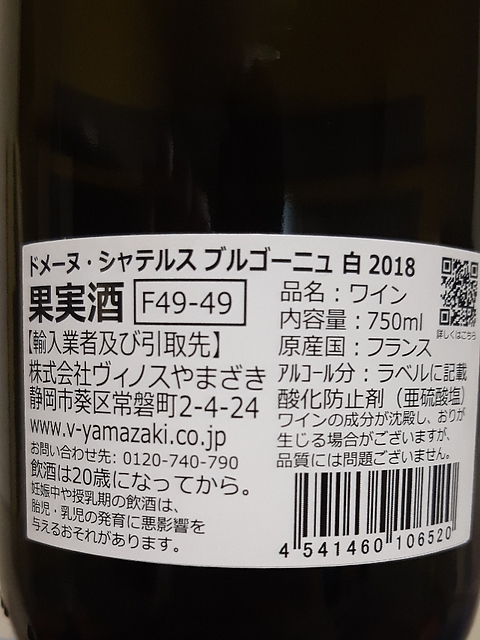 ドメーヌ・シャテルス ブルゴーニュ 白 2018
果実酒 F49-49
【輸入業者及び引取先】
株式会社ヴィノスやまざき
静岡市葵区常磐町2-4-24
www.v-yamazaki.co.jp
お問い合わせ先: 0120-740-790
飲酒は20歳になってから。
妊娠中や授乳期の飲酒は、
胎児・乳児の発育に悪影響を
与えるおそれがあります。
品名：ワイン
内容量：750ml
原産国：フランス
アルコール分：ラベルに記載
酸化防止剤（亜硫酸塩）
ワインの成分が沈殿し、おりが
生じる場合がございますが、
品質には問題ございません。
詳しくはこちら
4 541460 106520